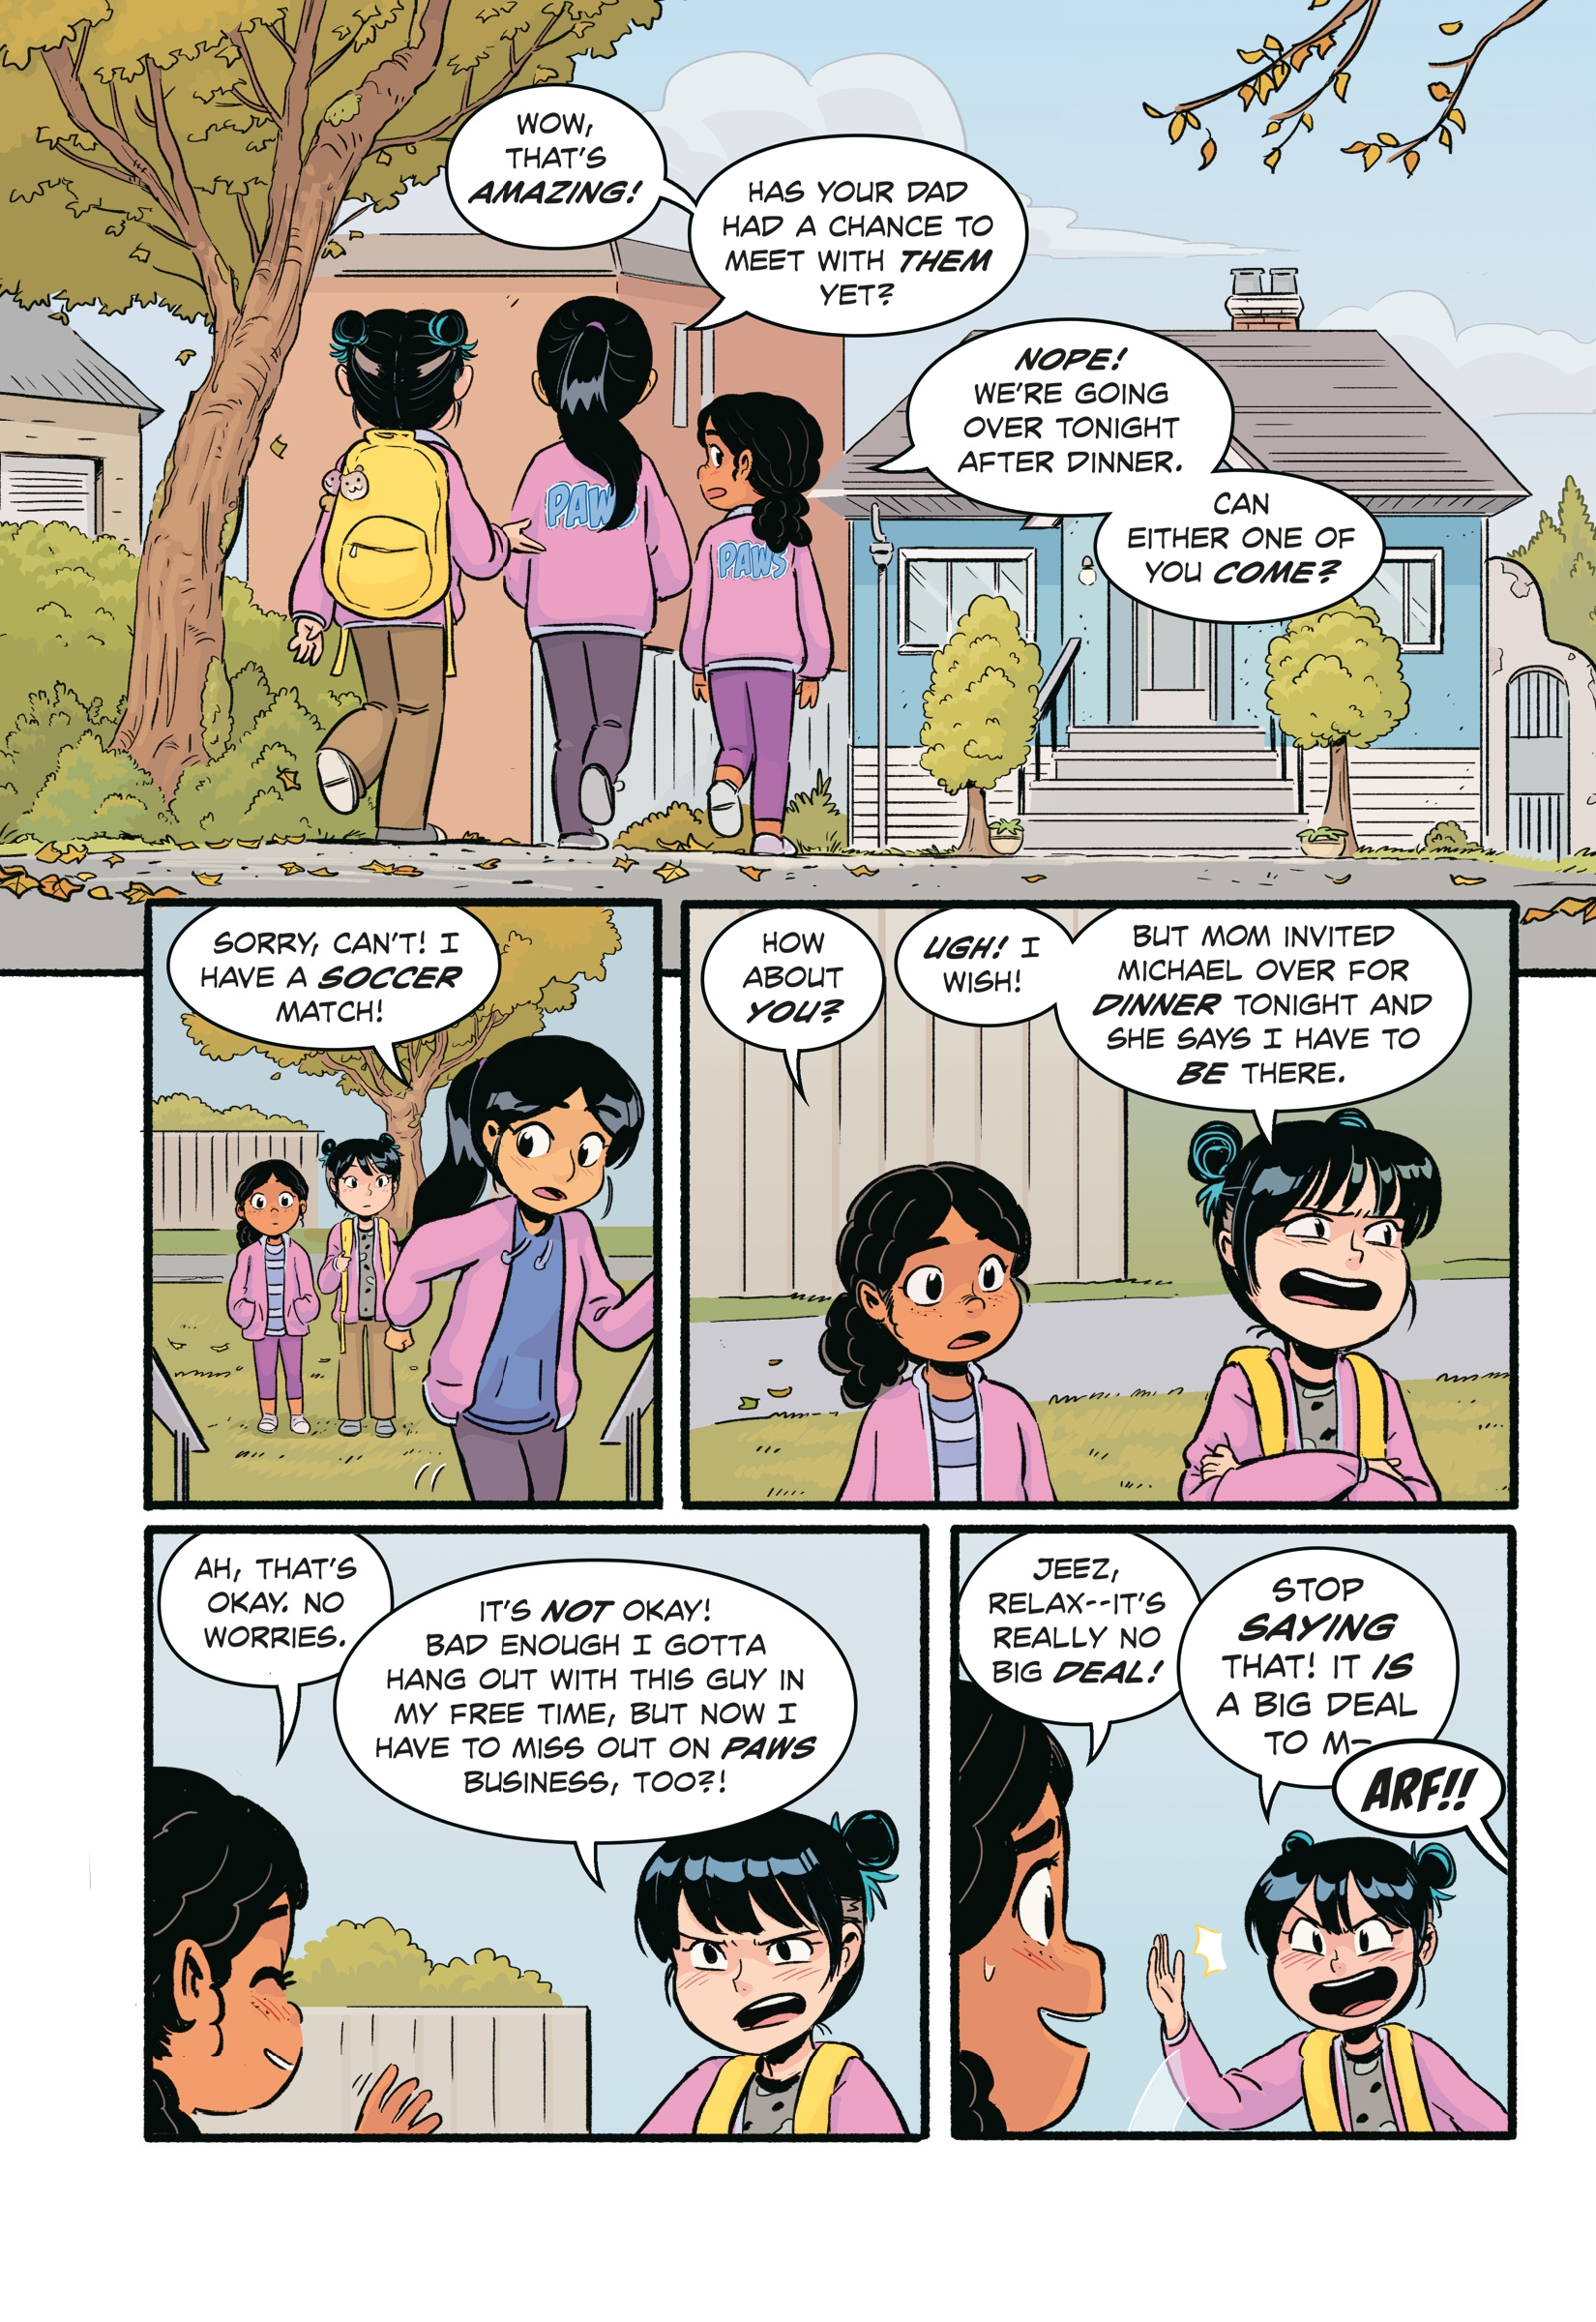 WOW,
THAT'S
AMAZING!
HAS YOUR DAD
HAD A CHANCE TO
MEET WITH THEM
YET?
NOPE!
WE'RE GOING
OVER TONIGHT
AFTER DINNER.
CAN
EITHER ONE OF
YOU COME?
PAWS
PAWS
SORRY, CAN'T! I
HAVE A SOCCER
MATCH!
HOW
ABOUT
YOU?
UGH! I
WISH!
BUT MOM INVITED
MICHAEL OVER FOR
DINNER TONIGHT AND
SHE SAYS I HAVE TO
BE THERE.
AH, THAT'S
OKAY. NO
WORRIES.
IT'S NOT OKAY!
BAD ENOUGH I GOTTA
HANG OUT WITH THIS GUY IN
MY FREE TIME, BUT NOW I
HAVE TO MISS OUT ON PAWS
BUSINESS, TOO?!
JEEZ,
RELAX--IT'S
REALLY NO
BIG DEAL!
STOP
SAYING
THAT! IT IS
A BIG DEAL
TO M-
ARF!!